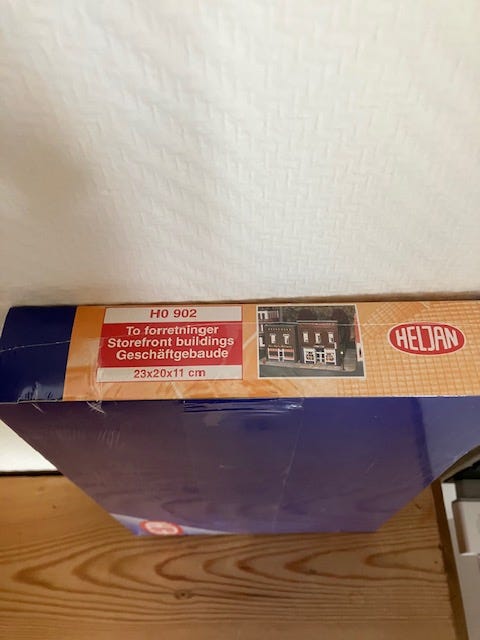 H0 902
To forretninger
Storefront buildings
Geschäftgebaude
23x20x11 cm
HELJAN